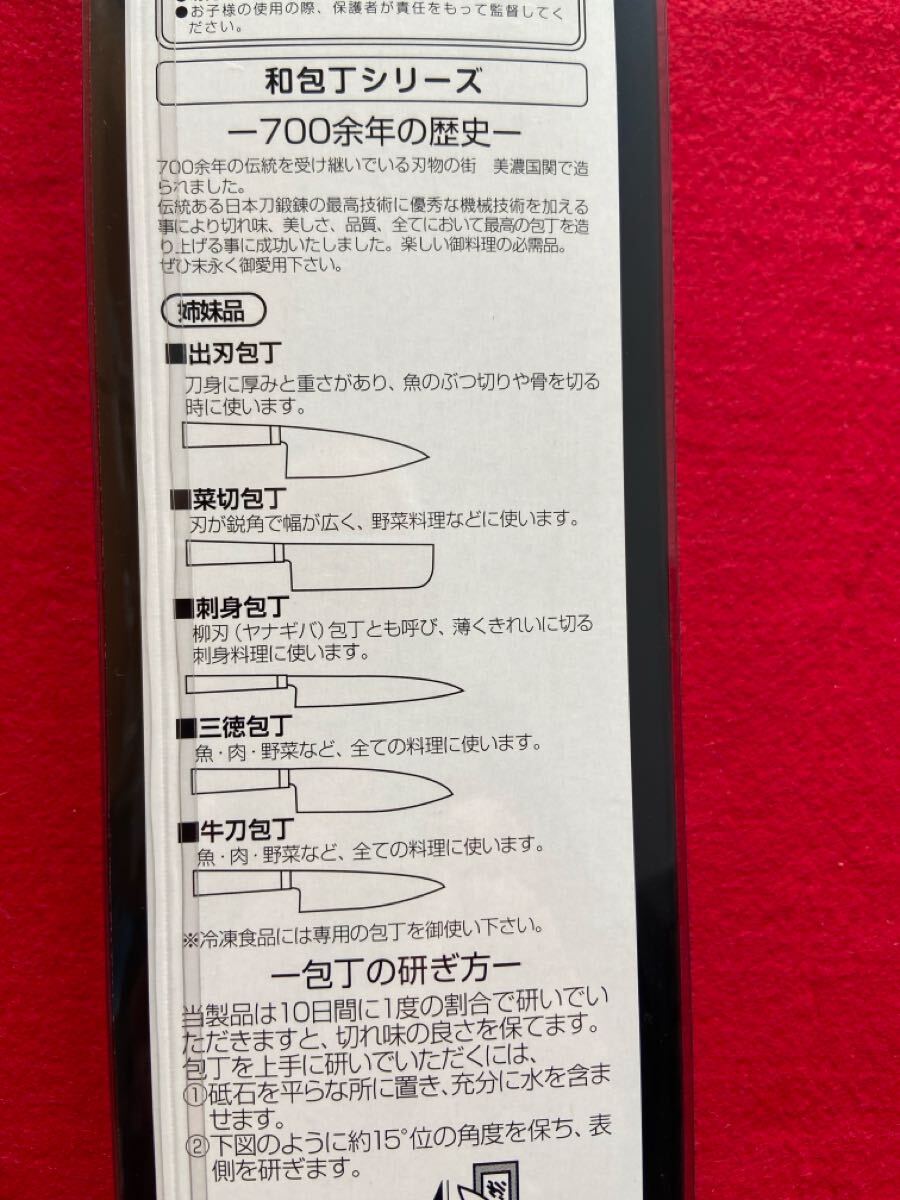 ●お子様の使用の際、保護者が責任をもって監督してく
ださい。
和包丁シリーズ
ー700余年の歴史ー
700余年の伝統を受け継いでいる刃物の街　美濃国関で造
られました。
伝統ある日本刀鍛錬の最高技術に優秀な機械技術を加える
事により切れ味、美しさ、品質、全てにおいて最高の包丁を造
り上げる事に成功いたしました。楽しい御料理の必需品。
ぜひ末永く御愛用下さい。
姉妹品
■出刃包丁
刀身に厚みと重さがあり、魚のぶつ切りや骨を切る
時に使います。
■菜切包丁
刃が鋭角で幅が広く、野菜料理などに使います。
■刺身包丁
柳刃（ヤナギバ）包丁とも呼び、薄くきれいに切る
刺身料理に使います。
■三徳包丁
魚・肉・野菜など、全ての料理に使います。
■牛刀包丁
魚・肉・野菜など、全ての料理に使います。
※冷凍食品には専用の包丁を御使い下さい。
ー包丁の研ぎ方ー
当製品は10日間に1度の割合で研いでい
ただきますと、切れ味の良さを保てます。
包丁を上手に研いでいただくには、
①砥石を平らな所に置き、充分に水を含ま
せます。
②下図のように約15°位の角度を保ち、表
側を研ぎます。